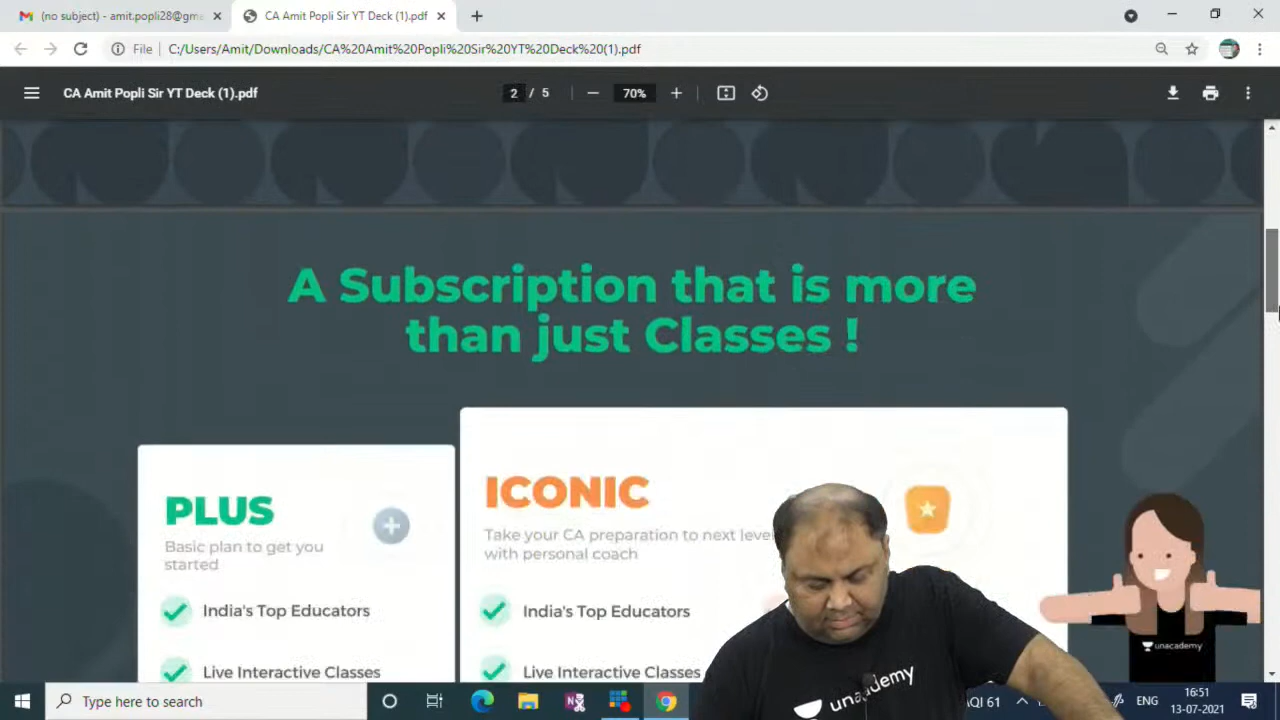 (no subject) - amit.popli28@gma
CA Amit Popli Sir YT Deck (1).pdf
File
C:/Users/Amit/Downloads/CA%20Amit%20Popli%20Sir%20YT%20Deck%20(1).pdf
CA Amit Popli Sir YT Deck (1).pdf
2 / 5
70%
A Subscription that is more
than just Classes !
PLUS
Basic plan to get you
started
India's Top Educators
Live Interactive Classes
ICONIC
Take your CA preparation to next level
with personal coach
India's Top Educators
Live Interactive Classes
unacademy
unacademy
Type here to search
AQI 61
ENG
16:51
13-07-2021